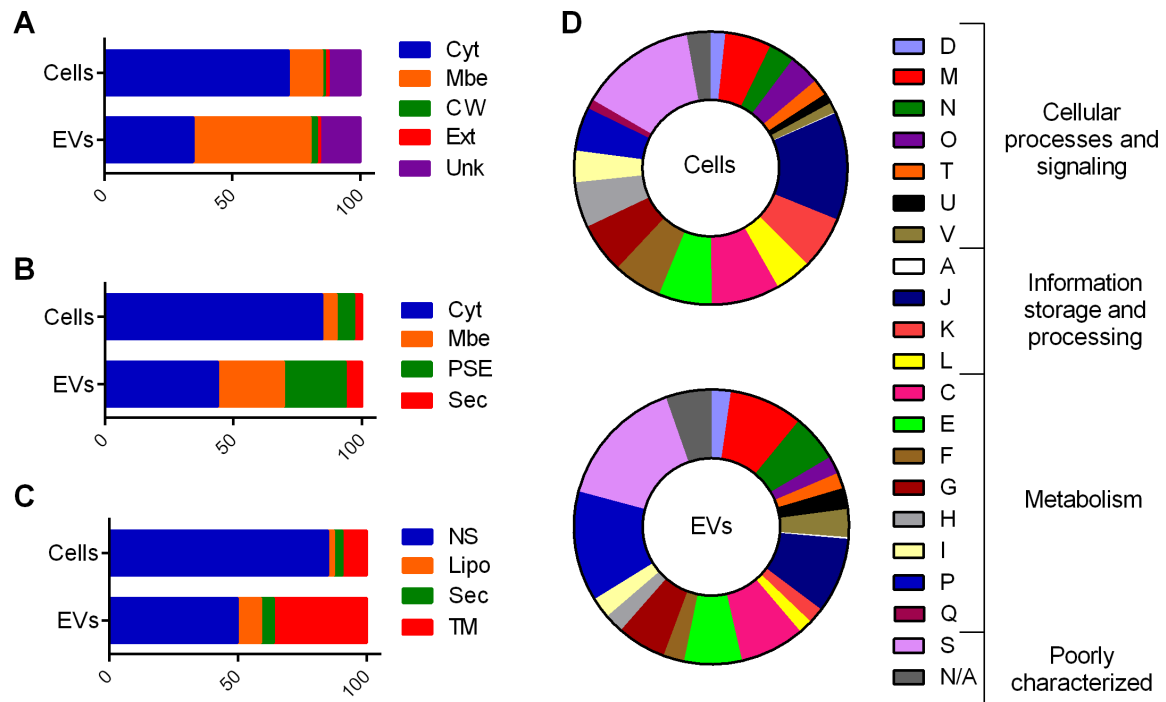 A
Cells
EVs
0
50
100
Cyt
Mbe
CW
Ext
Unk
B
Cells
EVs
0
50
100
Cyt
Mbe
PSE
Sec
C
Cells
EVs
0
50
100
NS
Lipo
Sec
TM
D
Cells
EVs
D
M
N
O
T
U
V
A
J
K
L
C
E
F
G
H
I
P
Q
S
N/A
Cellular
processes and
signaling
Information
storage and
processing
Metabolism
Poorly
characterized